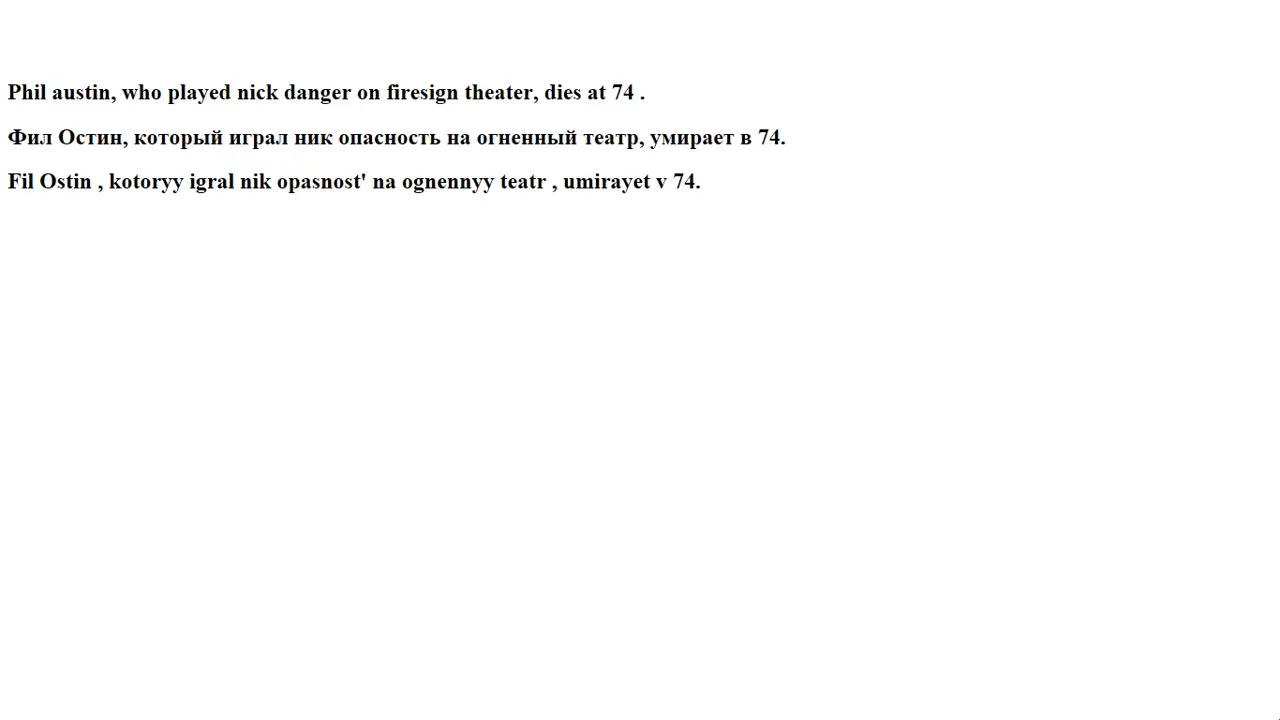 Phil austin, who played nick danger on firesign theater, dies at 74 .
Фил Остин, который играл ник опасность на огненный театр, умирает в 74.
Fil Ostin , kotoryy igral nik opasnost' na ognennyy teatr , umirayet v 74.